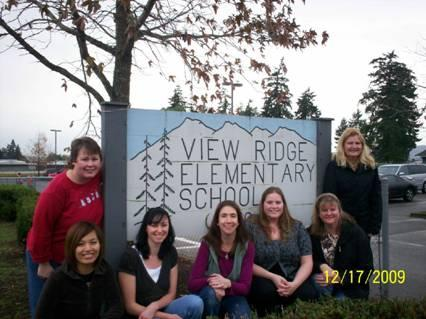 VIEW RIDGE
ELEMENTARY
SCHOOL
12/17/2009